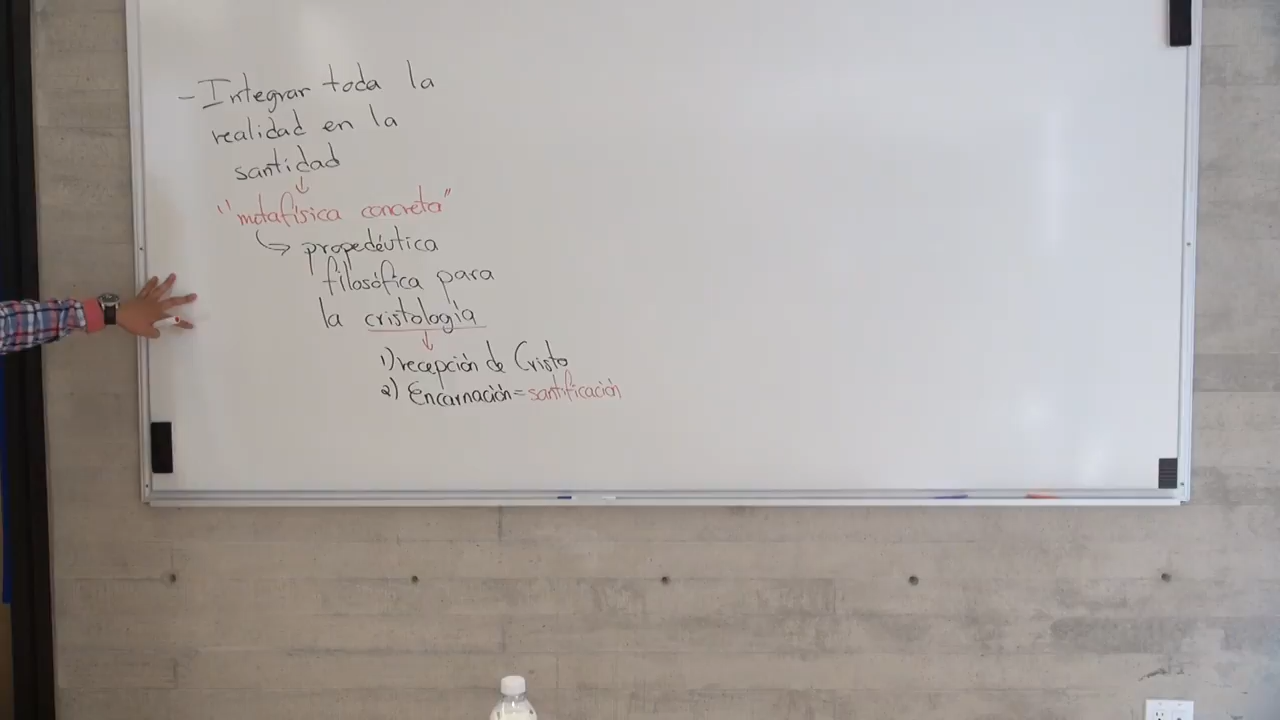 - Integrar toda la
realidad en la
santidad
↓
"metafísica concreta"
↳ propedéutica
filosófica para
la cristología
↓
1) recepción de Cristo
2) Encarnación = santificación